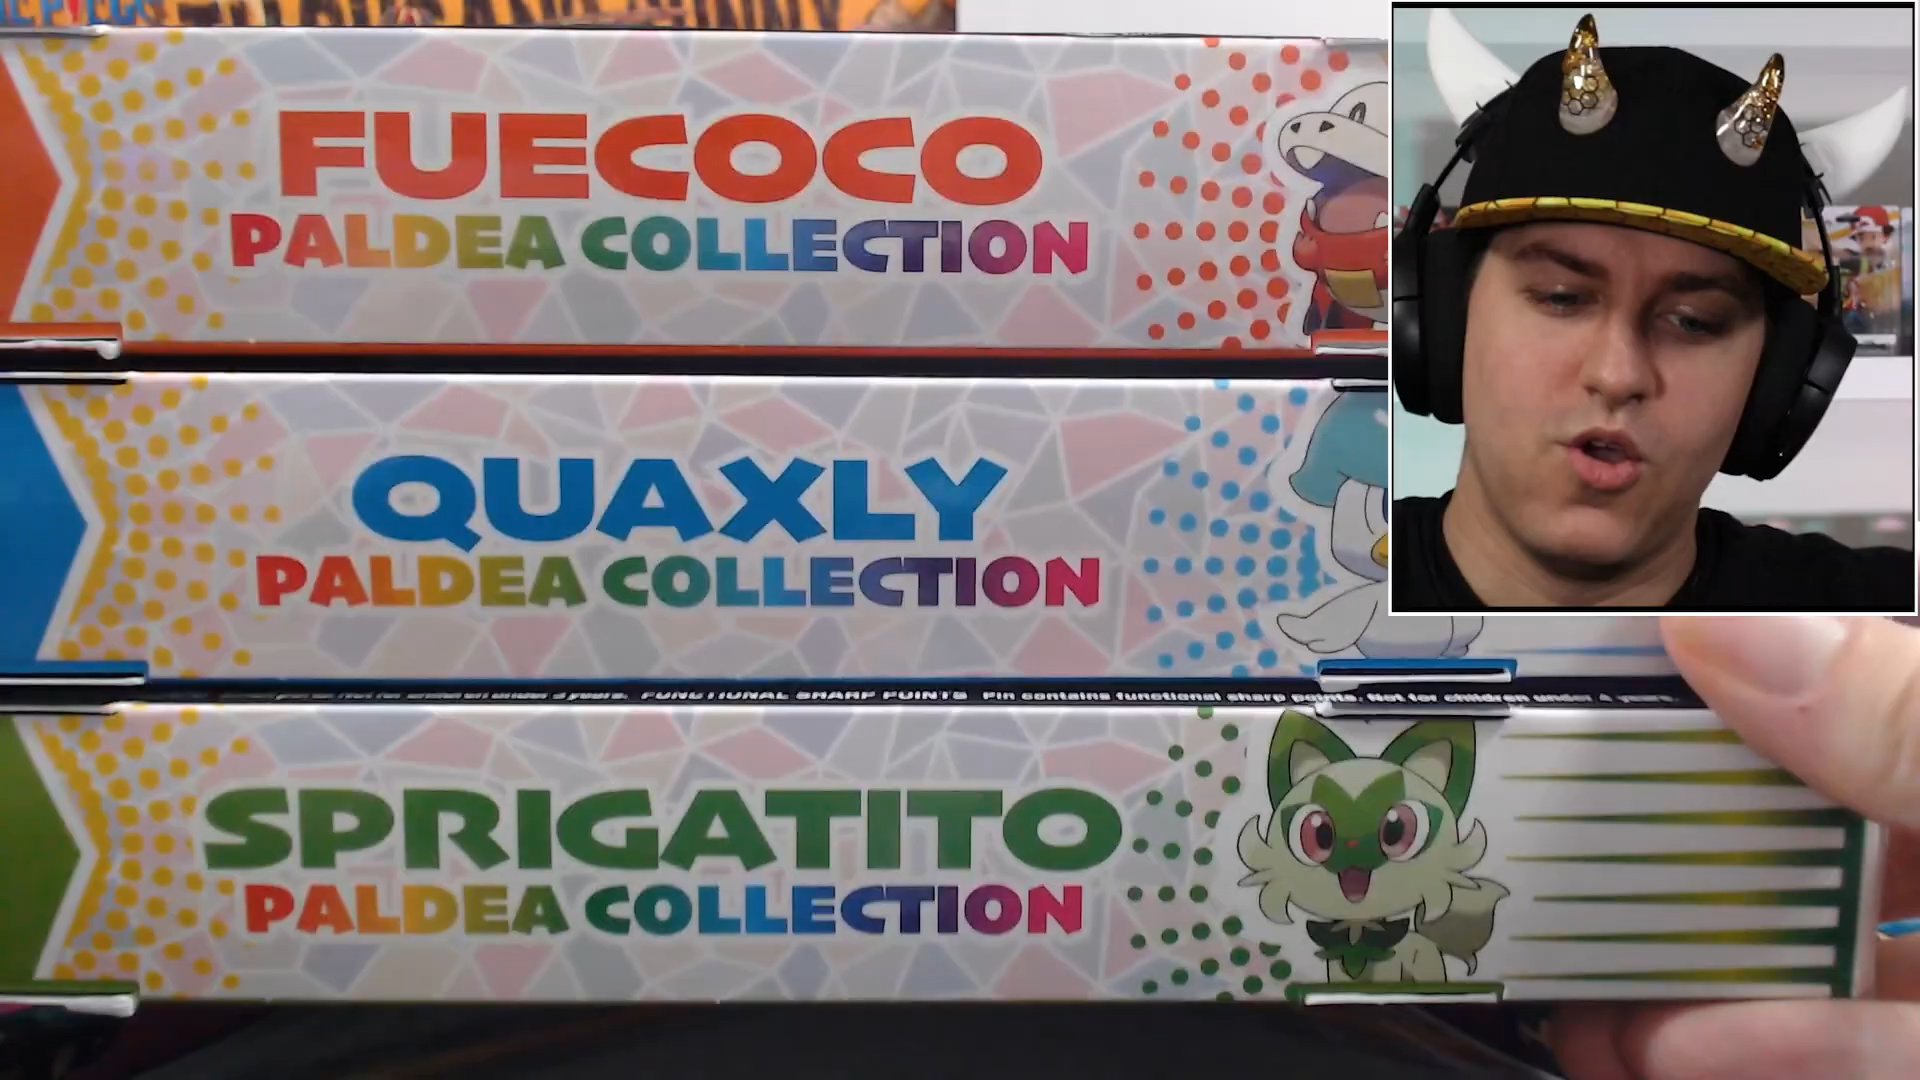 FUECOCO
PALDEA COLLECTION
QUAXLY
PALDEA COLLECTION
FUNCTIONAL SHARP POINTS Pin contains functional sharp points. Not for children under 4 years.
SPRIGATITO
PALDEA COLLECTION